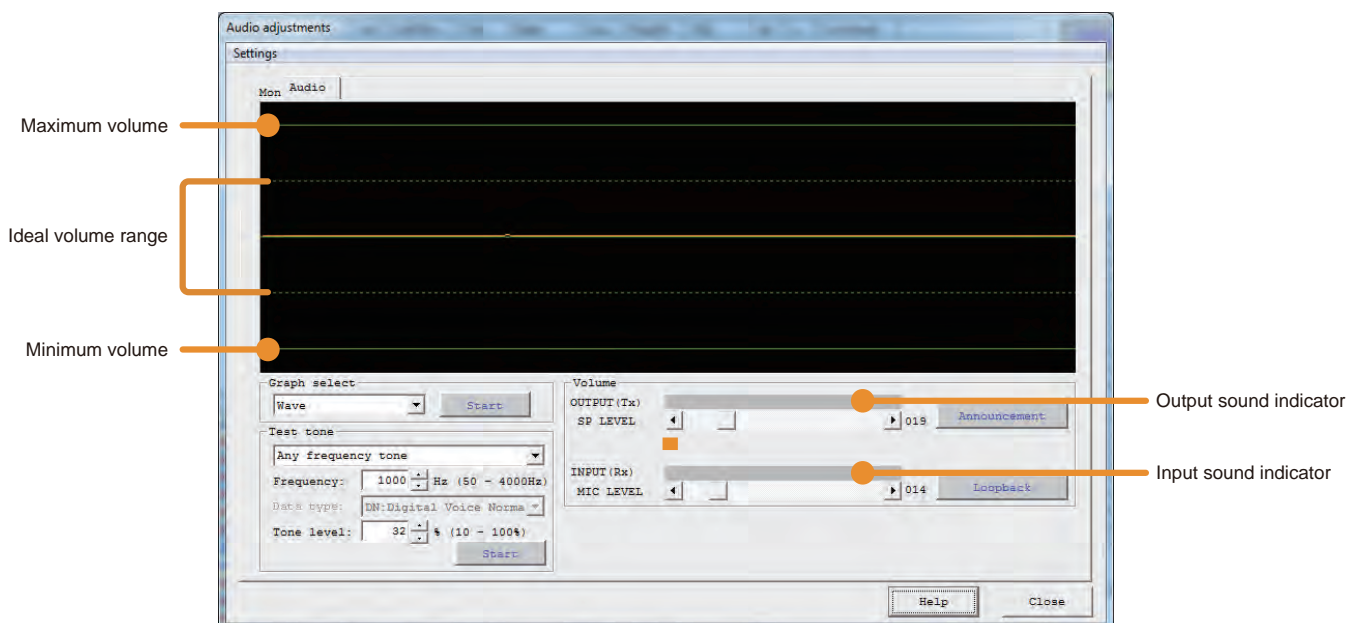 Audio adjustments
Settings
Mon Audio
Maximum volume
Ideal volume range
Minimum volume
Graph select
Wave
Start
Test tone
Any frequency tone
Frequency: 1000 Hz (50 - 4000Hz)
Data type: DN:Digital Voice Norma
Tone level: 32 % (10 - 100%)
Start
Volume
OUTPUT(Tx)
SP LEVEL 019 Announcement
INPUT(Rx)
MIC LEVEL 014 Loopback
Output sound indicator
Input sound indicator
Help Close